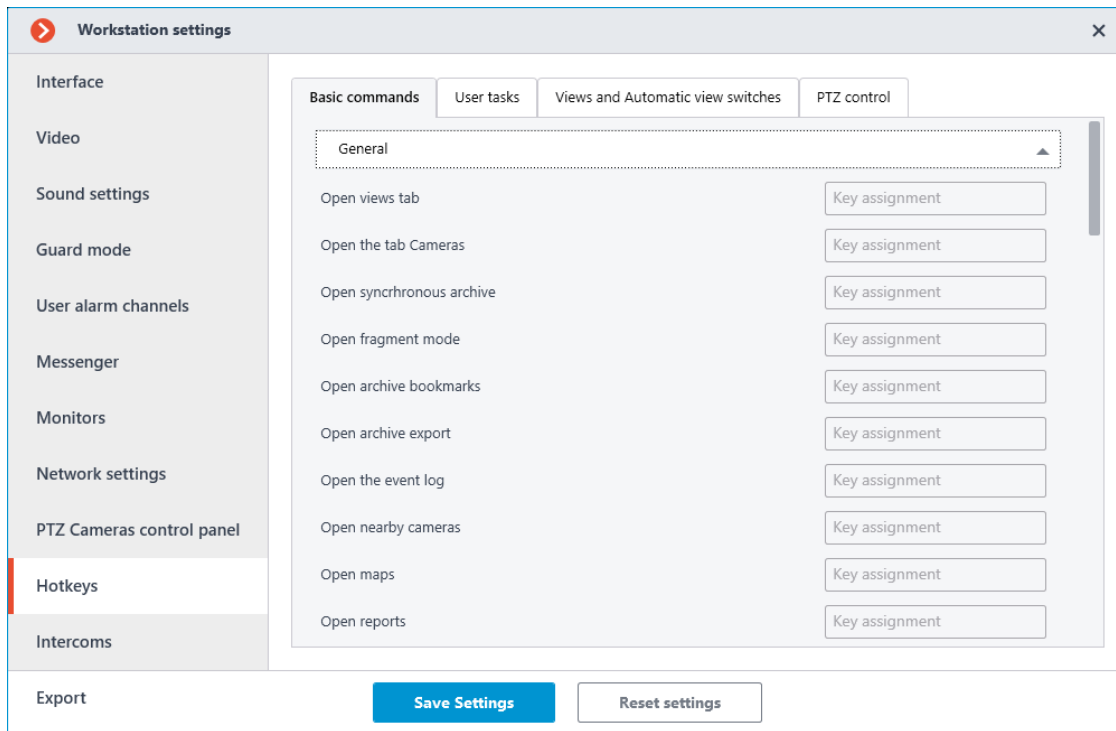 Workstation settings
Interface
Video
Sound settings
Guard mode
User alarm channels
Messenger
Monitors
Network settings
PTZ Cameras control panel
Hotkeys
Intercoms
Export
Basic commands User tasks Views and Automatic view switches PTZ control
General
Open views tab Key assignment
Open the tab Cameras Key assignment
Open syncrhronous archive Key assignment
Open fragment mode Key assignment
Open archive bookmarks Key assignment
Open archive export Key assignment
Open the event log Key assignment
Open nearby cameras Key assignment
Open maps Key assignment
Open reports Key assignment
Save Settings Reset settings